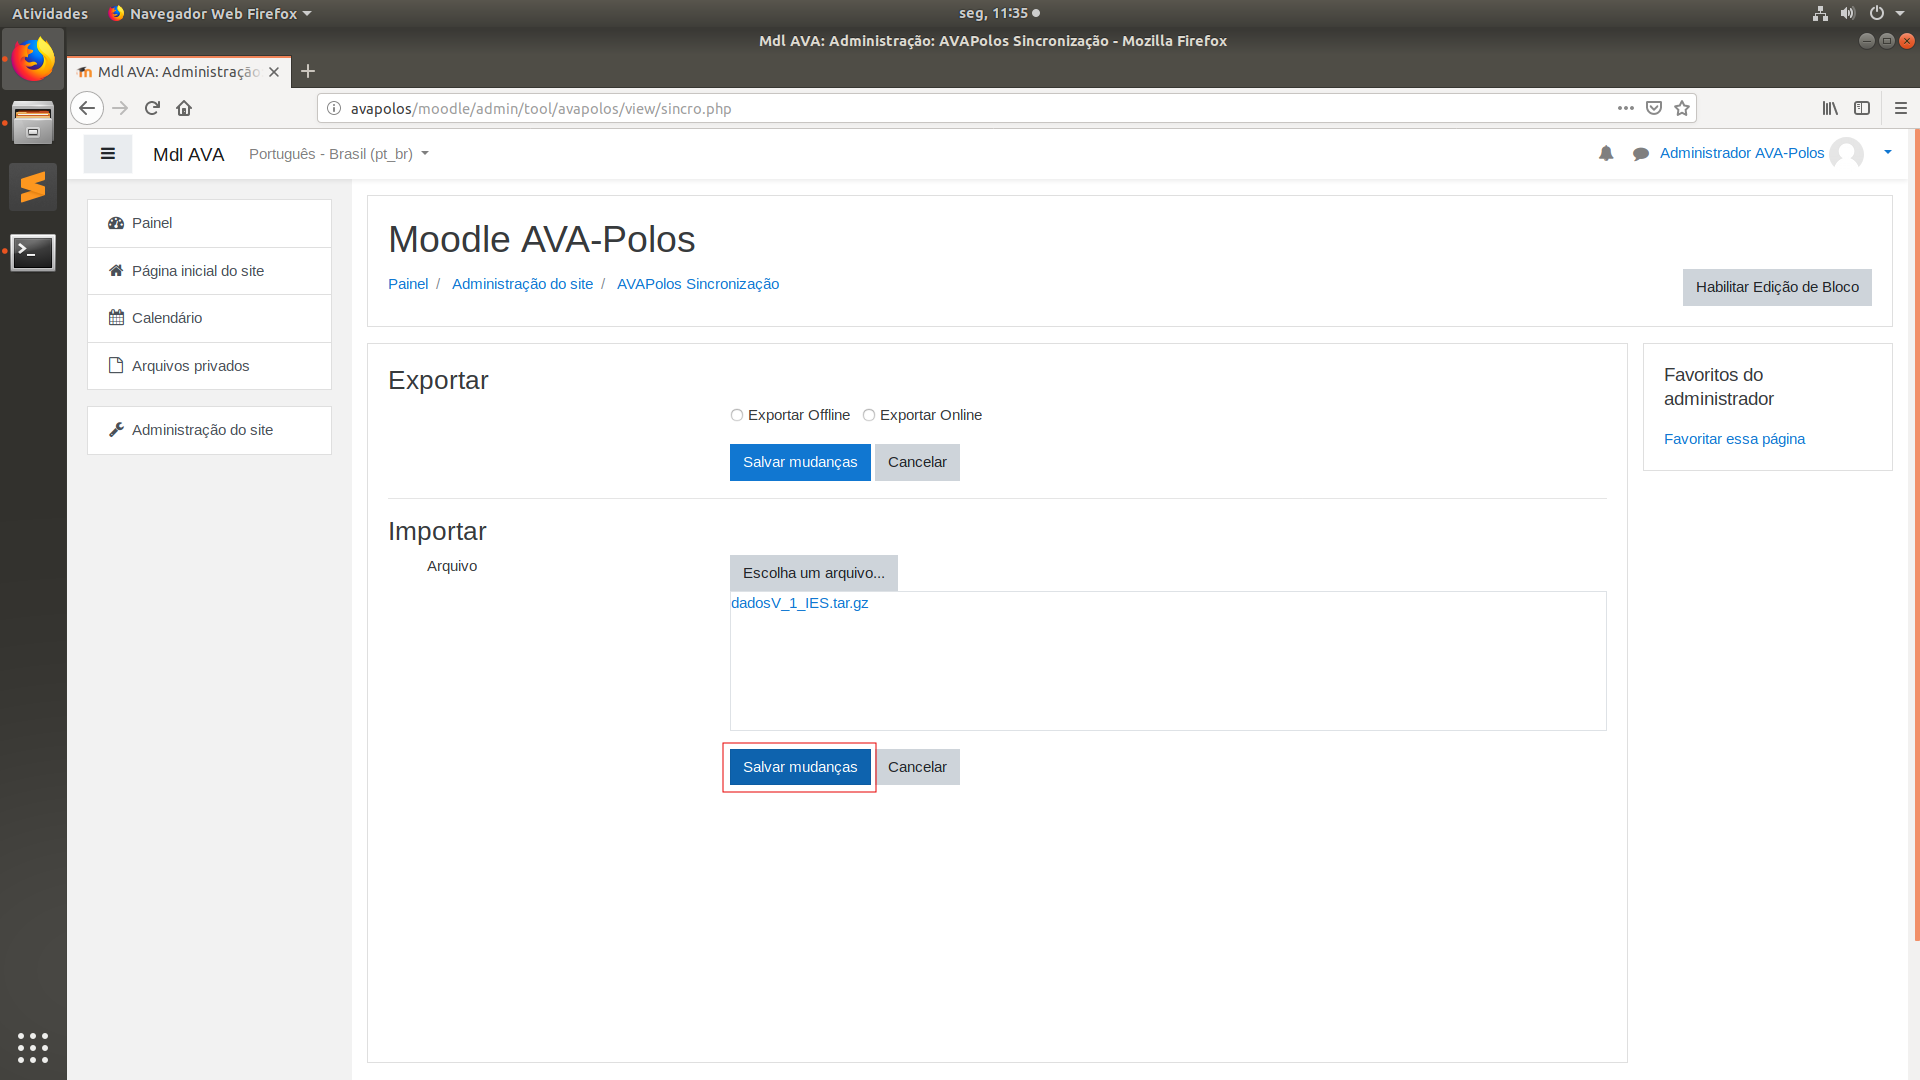 Atividades
Navegador Web Firefox
seg, 11:35
Mdl AVA: Administração: AVAPolos Sincronização - Mozilla Firefox
Mdl AVA: Administração
avapolos/moodle/admin/tool/avapolos/view/sincro.php
Mdl AVA
Português - Brasil (pt_br)
Administrador AVA-Polos
Painel
Página inicial do site
Calendário
Arquivos privados
Administração do site
Moodle AVA-Polos
Painel / Administração do site / AVAPolos Sincronização
Habilitar Edição de Bloco
Exportar
Exportar Offline
Exportar Online
Salvar mudanças
Cancelar
Importar
Arquivo
Escolha um arquivo...
dadosV_1_IES.tar.gz
Salvar mudanças
Cancelar
Favoritos do
administrador
Favoritar essa página